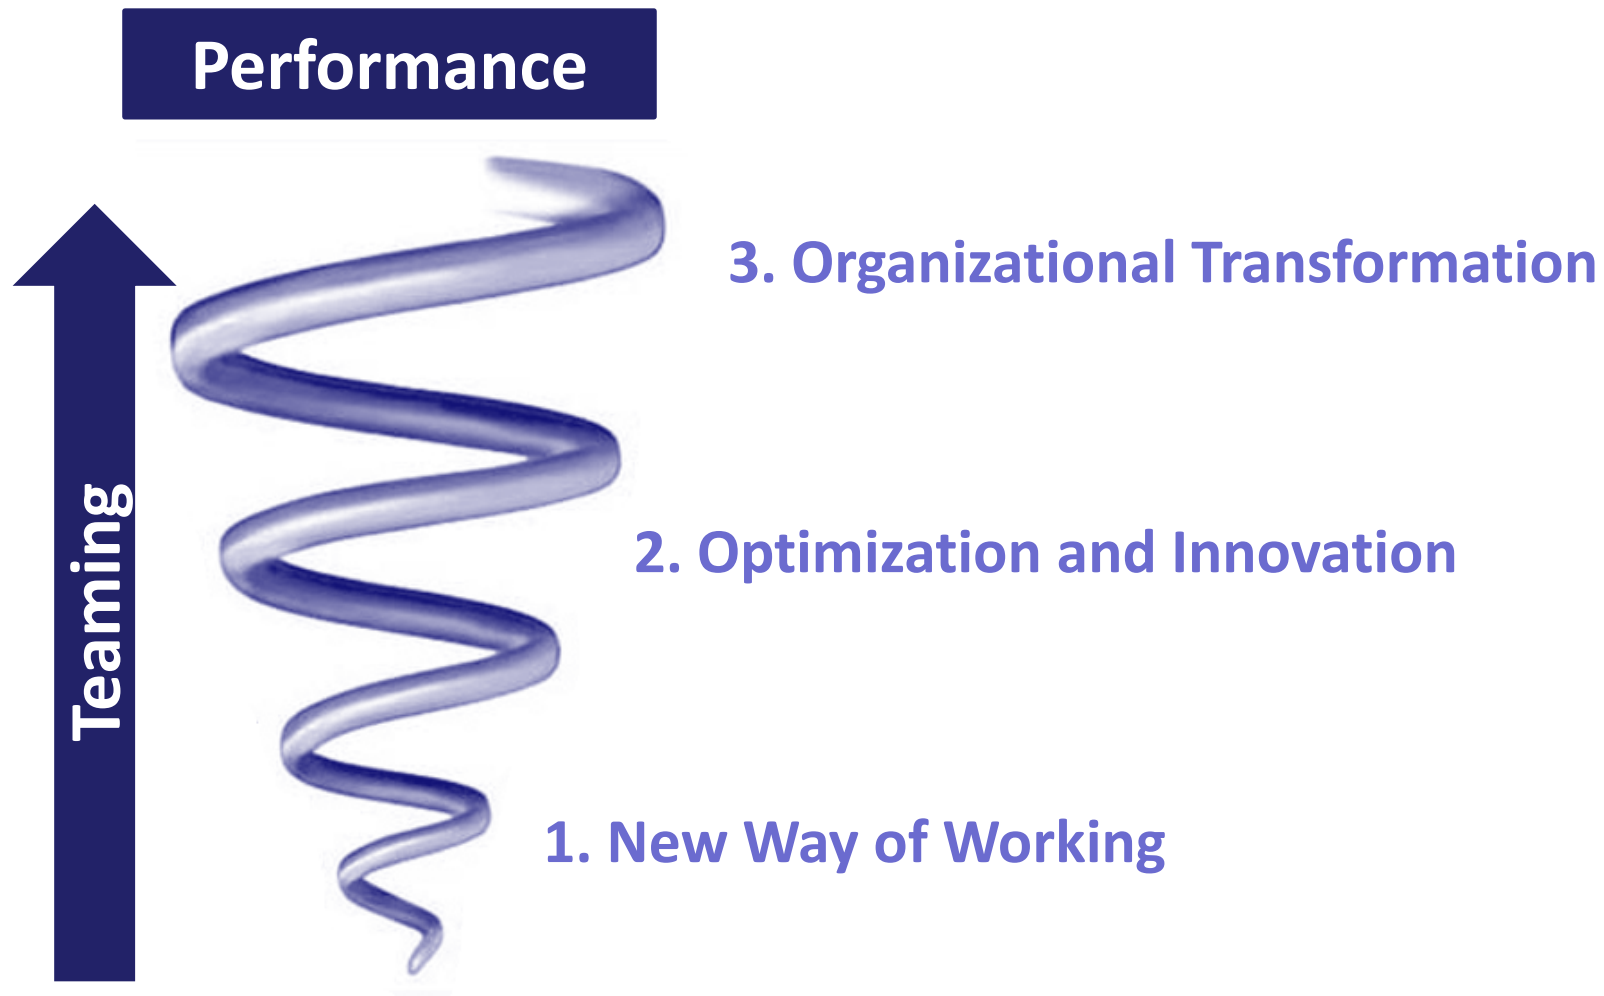 Performance
3. Organizational Transformation
Teaming
2. Optimization and Innovation
1. New Way of Working